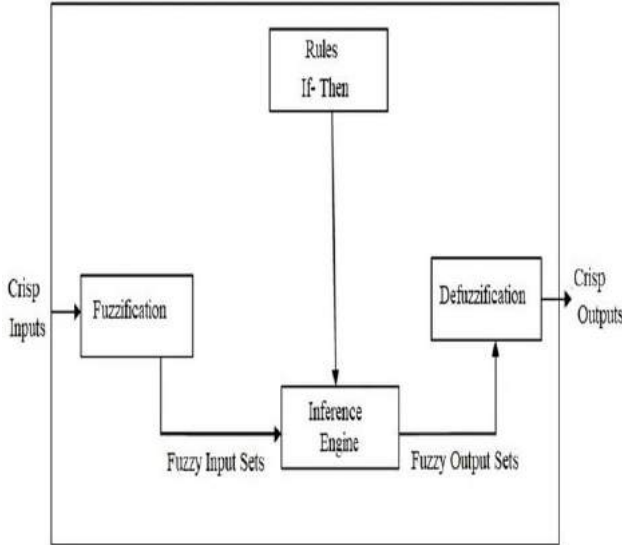 Rules
If- Then
Crisp
Inputs
Fuzzification
Defuzzification
Crisp
Outputs
Inference
Engine
Fuzzy Input Sets
Fuzzy Output Sets